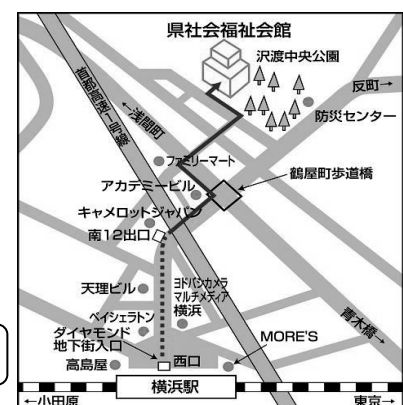 県社会福祉会館
沢渡中央公園
反町→
防災センター
首都高速1号線
←浅間町
ファミリーマート
鶴屋町歩道橋
アカデミービル
キャメロットジャパン
南12出口
天理ビル
ヨドバシカメラ
マルチメディア
横浜
ベイシェラトン
ダイヤモンド
地下街入口
青木橋→
MORE'S
高島屋
西口
横浜駅
←小田原
東京→